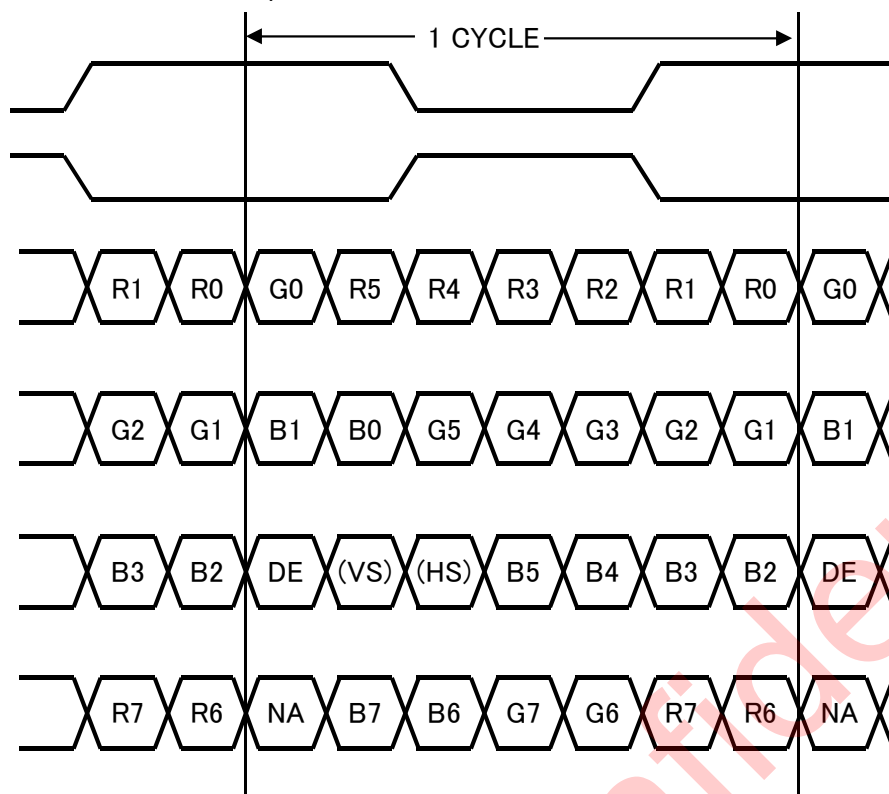 1 CYCLE
R1 R0 G0 R5 R4 R3 R2 R1 R0 G0
G2 G1 B1 B0 G5 G4 G3 G2 G1 B1
B3 B2 DE (VS) (HS) B5 B4 B3 B2 DE
R7 R6 NA B7 B6 G7 G6 R7 R6 NA